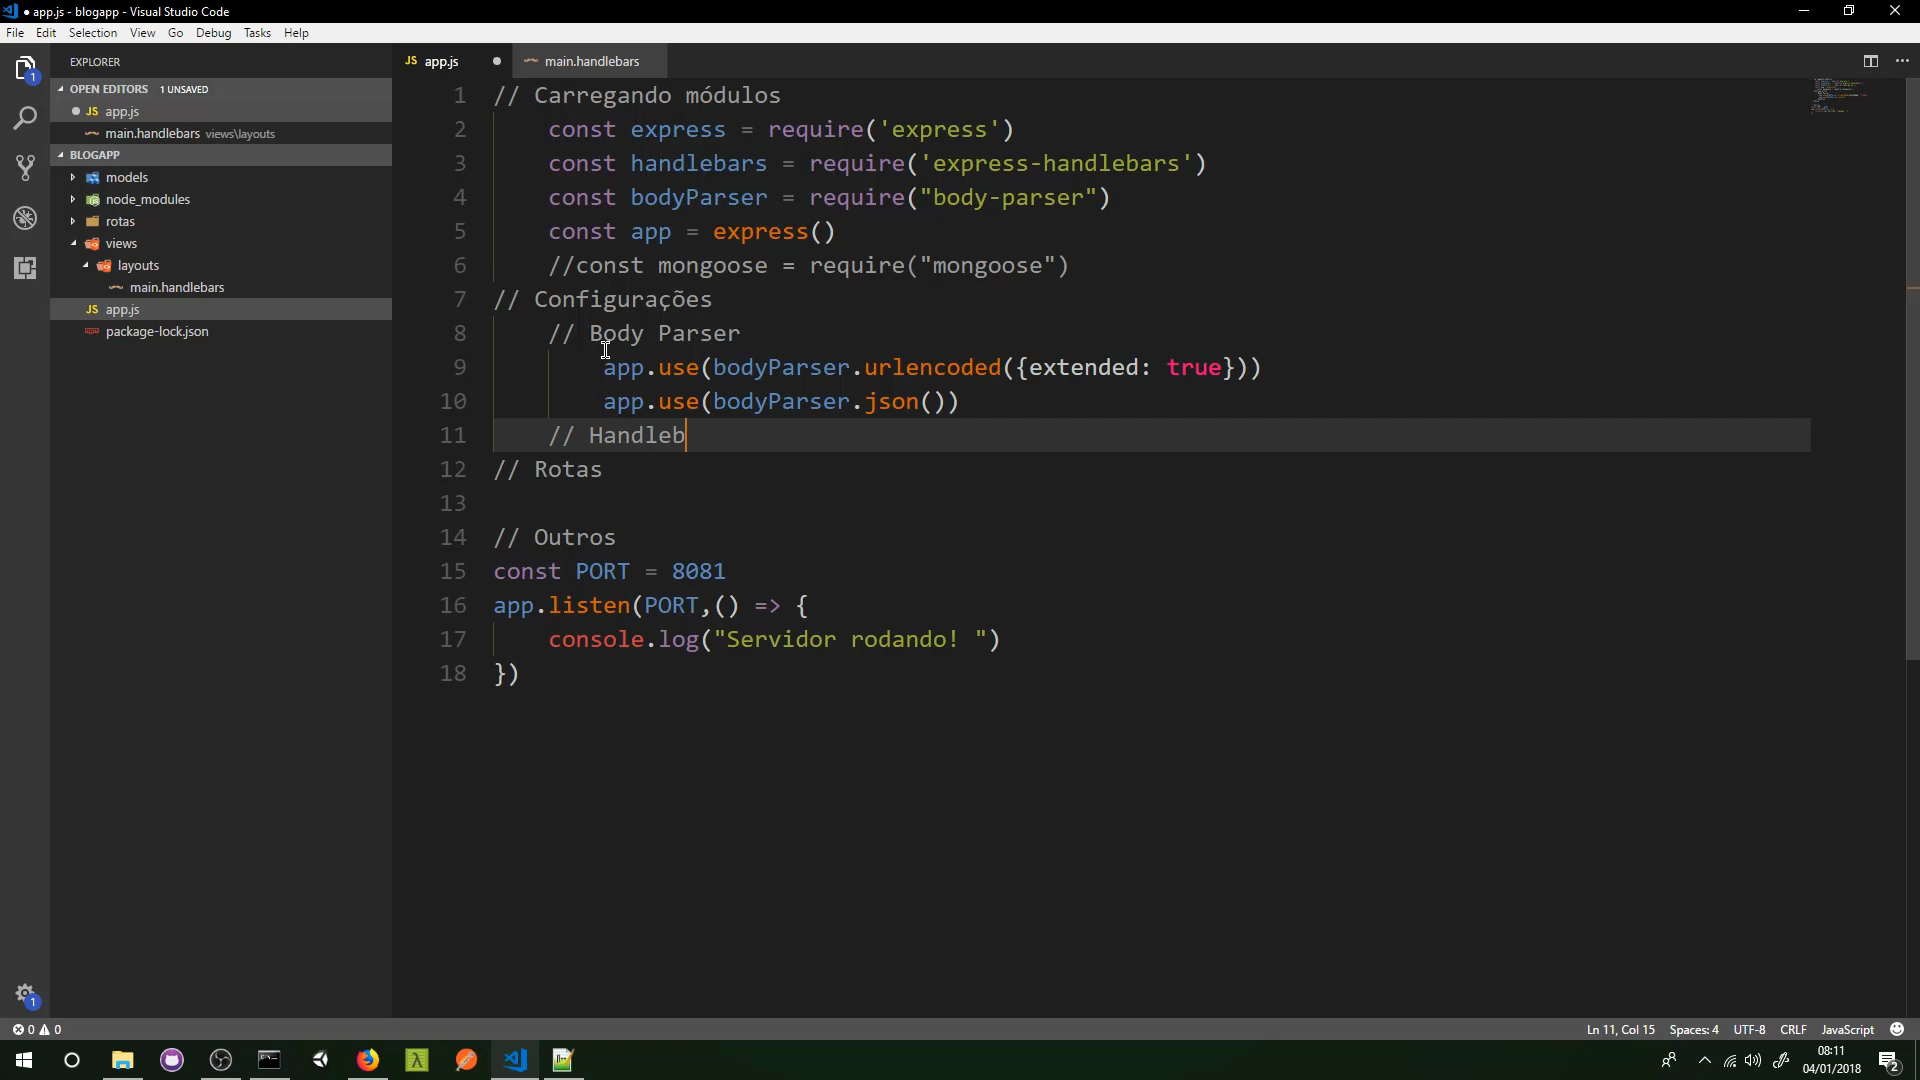 ● app.js - blogapp - Visual Studio Code
File Edit Selection View Go Debug Tasks Help
EXPLORER
OPEN EDITORS 1 UNSAVED
JS app.js
main.handlebars views\layouts
BLOGAPP
models
node_modules
rotas
views
layouts
main.handlebars
JS app.js
package-lock.json
1
1
JS app.js
main.handlebars
1 // Carregando módulos
2 const express = require('express')
3 const handlebars = require('express-handlebars')
4 const bodyParser = require("body-parser")
5 const app = express()
6 //const mongoose = require("mongoose")
7 // Configurações
8 // Body Parser
9 app.use(bodyParser.urlencoded({extended: true}))
10 app.use(bodyParser.json())
11 // Handleb
12 // Rotas
13
14 // Outros
15 const PORT = 8081
16 app.listen(PORT,() => {
17 console.log("Servidor rodando! ")
18 })
0 0
Ln 11, Col 15 Spaces: 4 UTF-8 CRLF JavaScript
08:11
04/01/2018
2